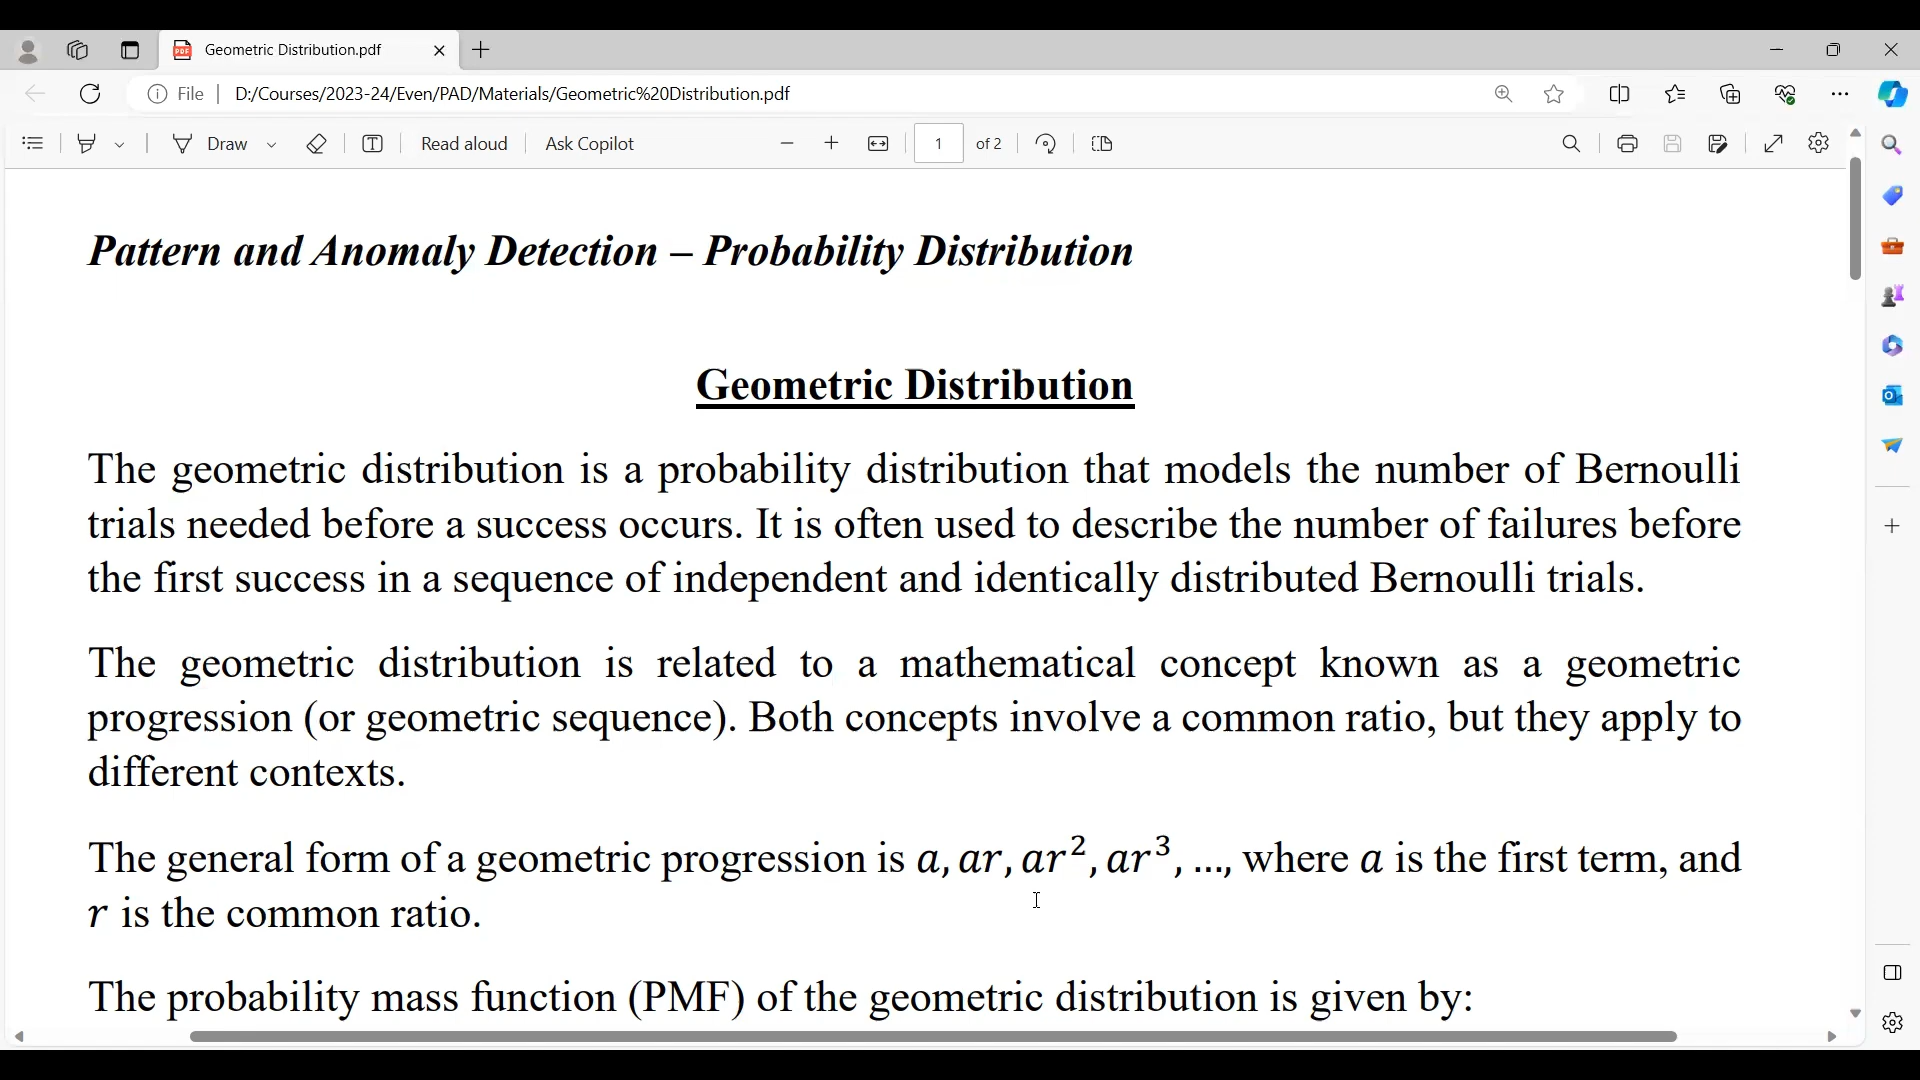 Geometric Distribution.pdf
File | D:/Courses/2023-24/Even/PAD/Materials/Geometric%20Distribution.pdf
Draw Read aloud Ask Copilot 1 of 2
Pattern and Anomaly Detection – Probability Distribution
Geometric Distribution
The geometric distribution is a probability distribution that models the number of Bernoulli
trials needed before a success occurs. It is often used to describe the number of failures before
the first success in a sequence of independent and identically distributed Bernoulli trials.
The geometric distribution is related to a mathematical concept known as a geometric
progression (or geometric sequence). Both concepts involve a common ratio, but they apply to
different contexts.
The general form of a geometric progression is a, ar, ar², ar³, …, where a is the first term, and
r is the common ratio.
The probability mass function (PMF) of the geometric distribution is given by: